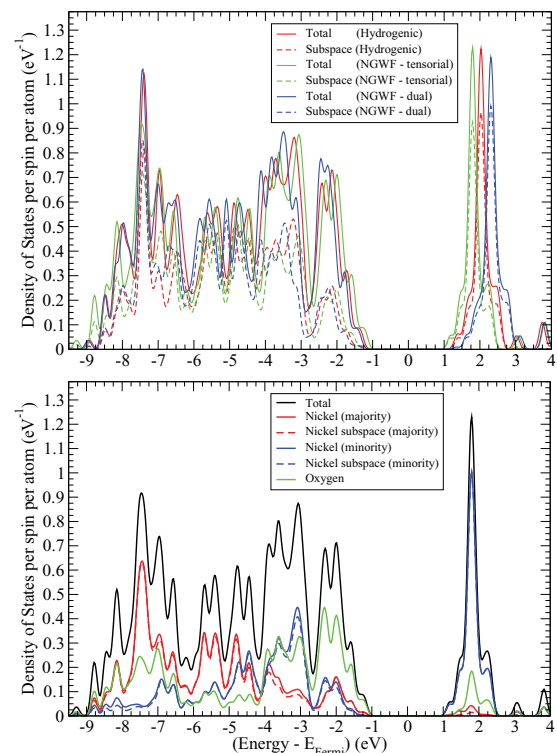 1.3
1.2
1.1
1
0.9
0.8
0.7
0.6
0.5
0.4
0.3
0.2
0.1
0
Density of States per spin per atom (eV⁻¹)
Total (Hydrogenic)
Subspace (Hydrogenic)
Total (NGWF - tensorial)
Subspace (NGWF - tensorial)
Total (NGWF - dual)
Subspace (NGWF - dual)
-9 -8 -7 -6 -5 -4 -3 -2 -1 0 1 2 3 4
1.3
1.2
1.1
1
0.9
0.8
0.7
0.6
0.5
0.4
0.3
0.2
0.1
0
Density of States per spin per atom (eV⁻¹)
Total
Nickel (majority)
Nickel subspace (majority)
Nickel (minority)
Nickel subspace (minority)
Oxygen
-9 -8 -7 -6 -5 -4 -3 -2 -1 0 1 2 3 4
(Energy - E_Fermi) (eV)